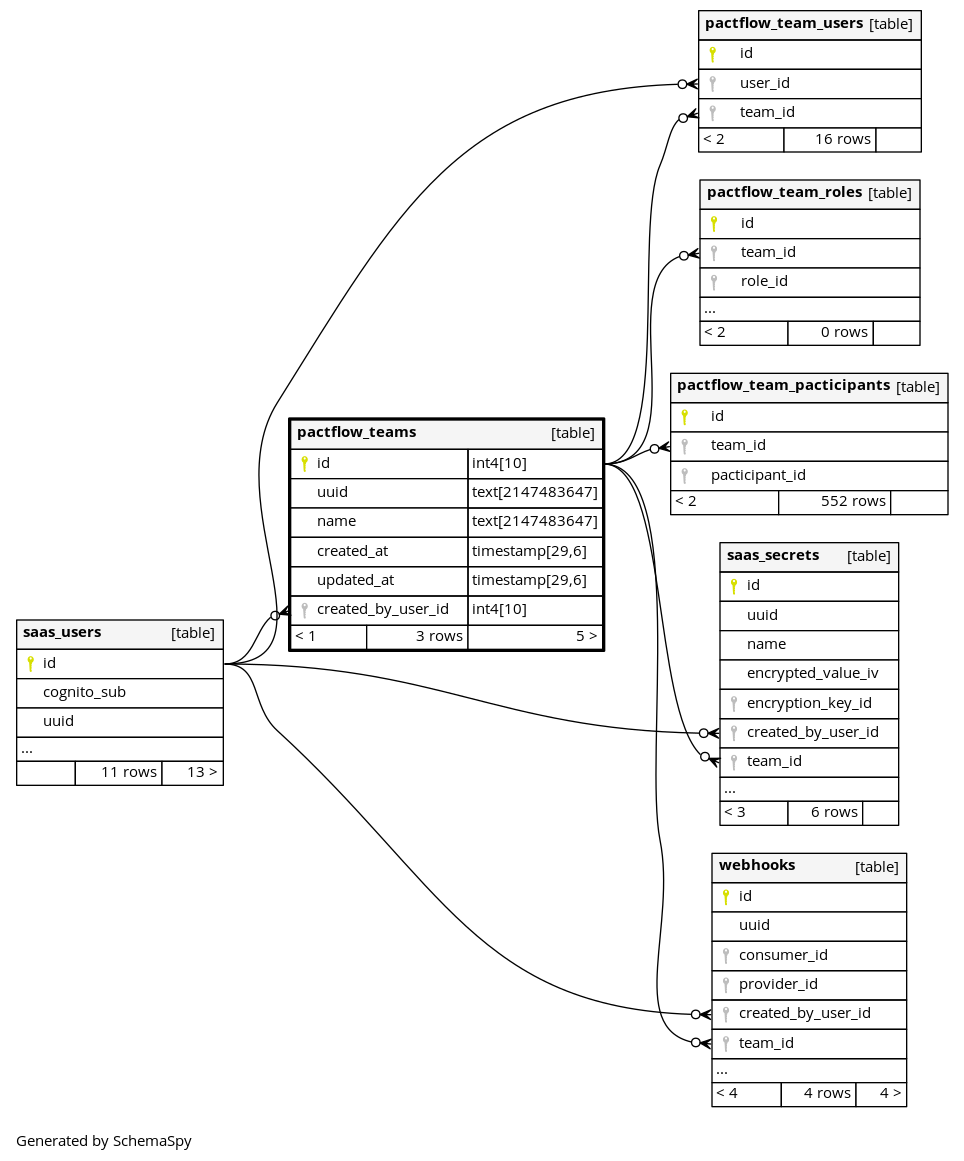 pactflow_team_users [table]
id
user_id
team_id
< 2 16 rows
pactflow_team_roles [table]
id
team_id
role_id
...
< 2 0 rows
pactflow_team_pacticipants [table]
id
team_id
pacticipant_id
< 2 552 rows
pactflow_teams [table]
id int4[10]
uuid text[2147483647]
name text[2147483647]
created_at timestamp[29,6]
updated_at timestamp[29,6]
created_by_user_id int4[10]
< 1 3 rows 5 >
saas_secrets [table]
id
uuid
name
encrypted_value_iv
encryption_key_id
created_by_user_id
team_id
...
< 3 6 rows
saas_users [table]
id
cognito_sub
uuid
...
11 rows 13 >
webhooks [table]
id
uuid
consumer_id
provider_id
created_by_user_id
team_id
...
< 4 4 rows 4 >
Generated by SchemaSpy